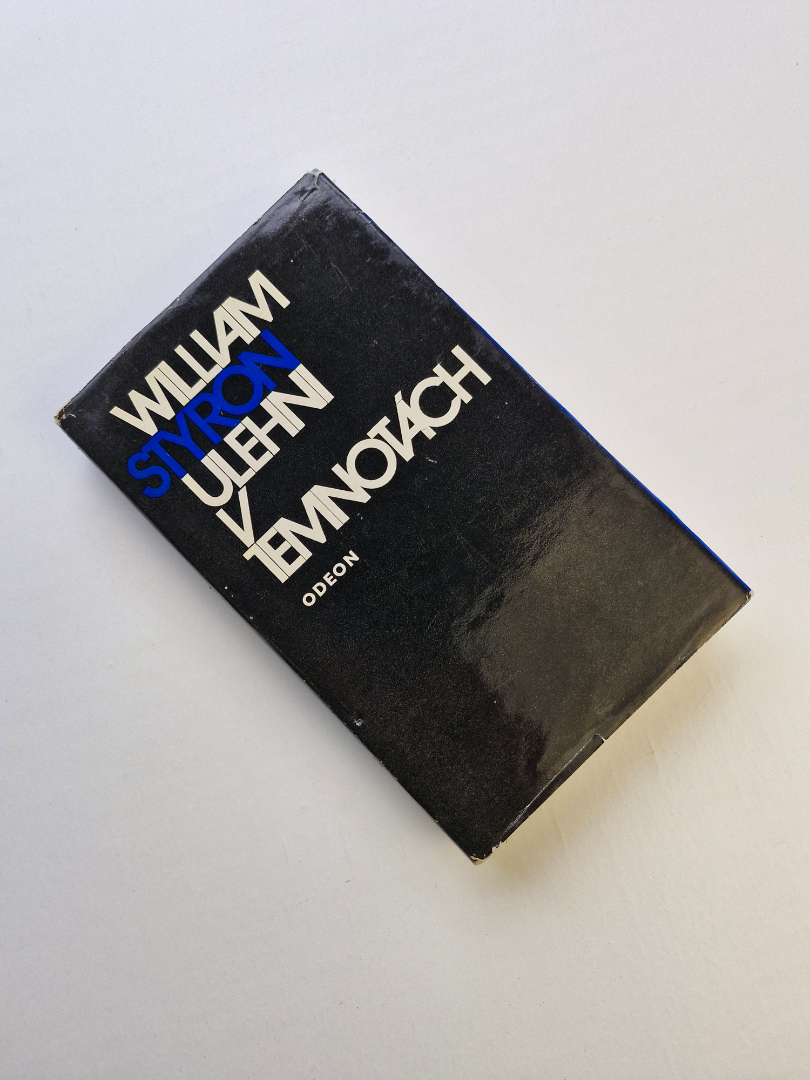 WILLIAM
STYRON
ULEHNI
V
TEMNOTÁCH
ODEON